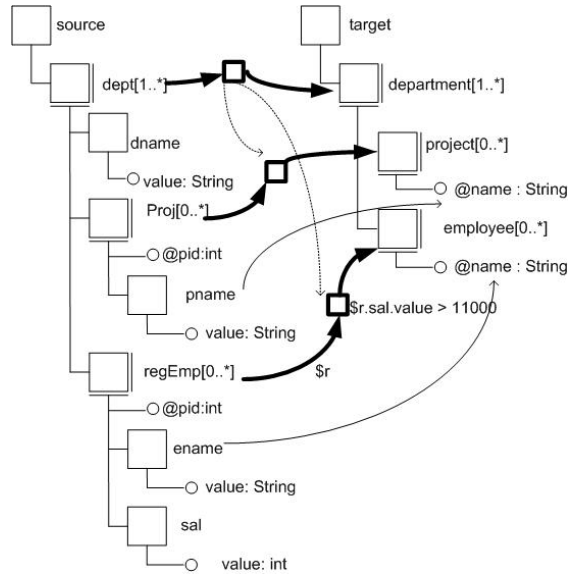 source
target
dept[1..*]
department[1..*]
dname
project[0..*]
value: String
@name : String
Proj[0..*]
employee[0..*]
@pid:int
@name : String
pname
$r.sal.value > 11000
value: String
regEmp[0..*]
$r
@pid:int
ename
value: String
sal
value: int